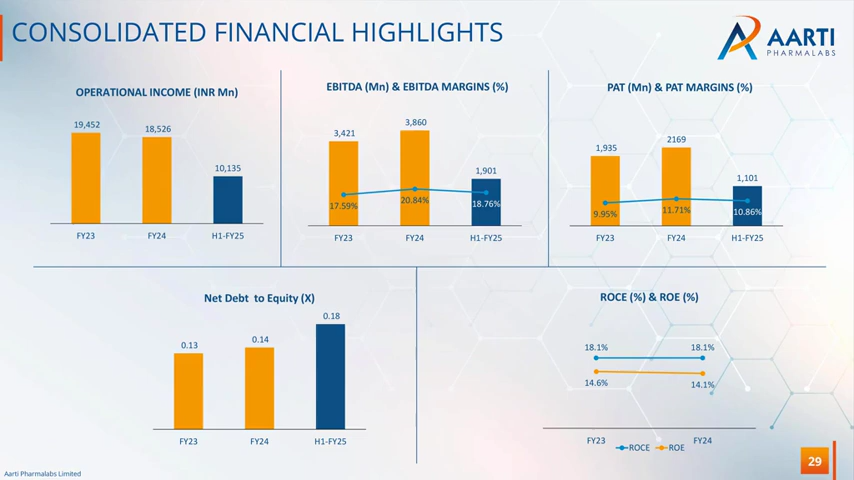 CONSOLIDATED FINANCIAL HIGHLIGHTS
AARTI
PHARMALABS
OPERATIONAL INCOME (INR Mn)
19,452
18,526
10,135
FY23
FY24
H1-FY25
EBITDA (Mn) & EBITDA MARGINS (%)
3,421
3,860
1,901
17.59%
20.84%
18.76%
FY23
FY24
H1-FY25
PAT (Mn) & PAT MARGINS (%)
1,935
2169
1,101
9.95%
11.71%
10.86%
FY23
FY24
H1-FY25
Net Debt to Equity (X)
0.13
0.14
0.18
FY23
FY24
H1-FY25
ROCE (%) & ROE (%)
18.1%
18.1%
14.6%
14.1%
FY23
FY24
ROCE
ROE
Aarti Pharmalabs Limited
29